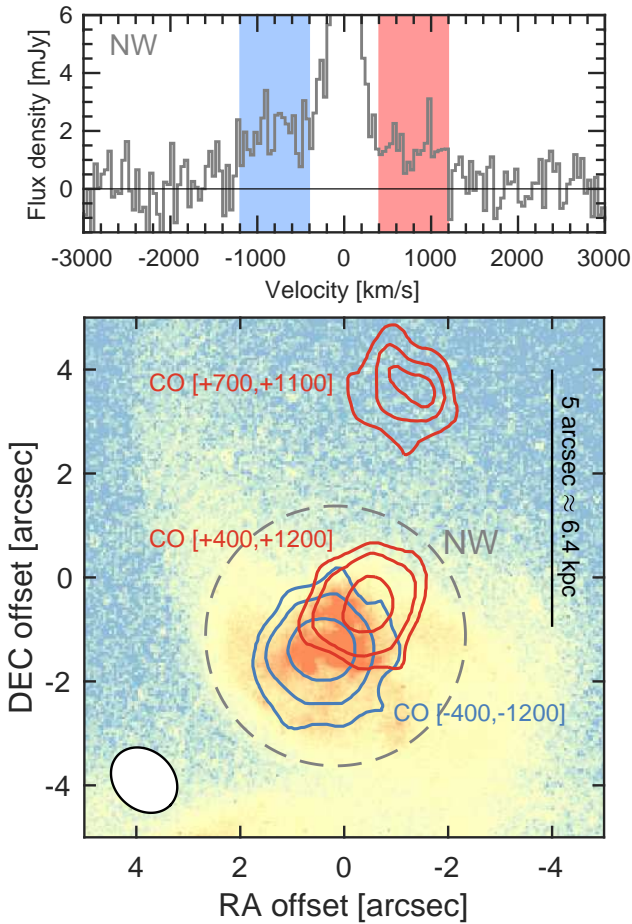 NW
6
4
2
0
Flux density [mJy]
-3000 -2000 -1000 0 1000 2000 3000
Velocity [km/s]
CO [+700,+1100]
5 arcsec ≈ 6.4 kpc
CO [+400,+1200]
NW
CO [-400,-1200]
4
2
0
-2
-4
DEC offset [arcsec]
4 2 0 -2 -4
RA offset [arcsec]